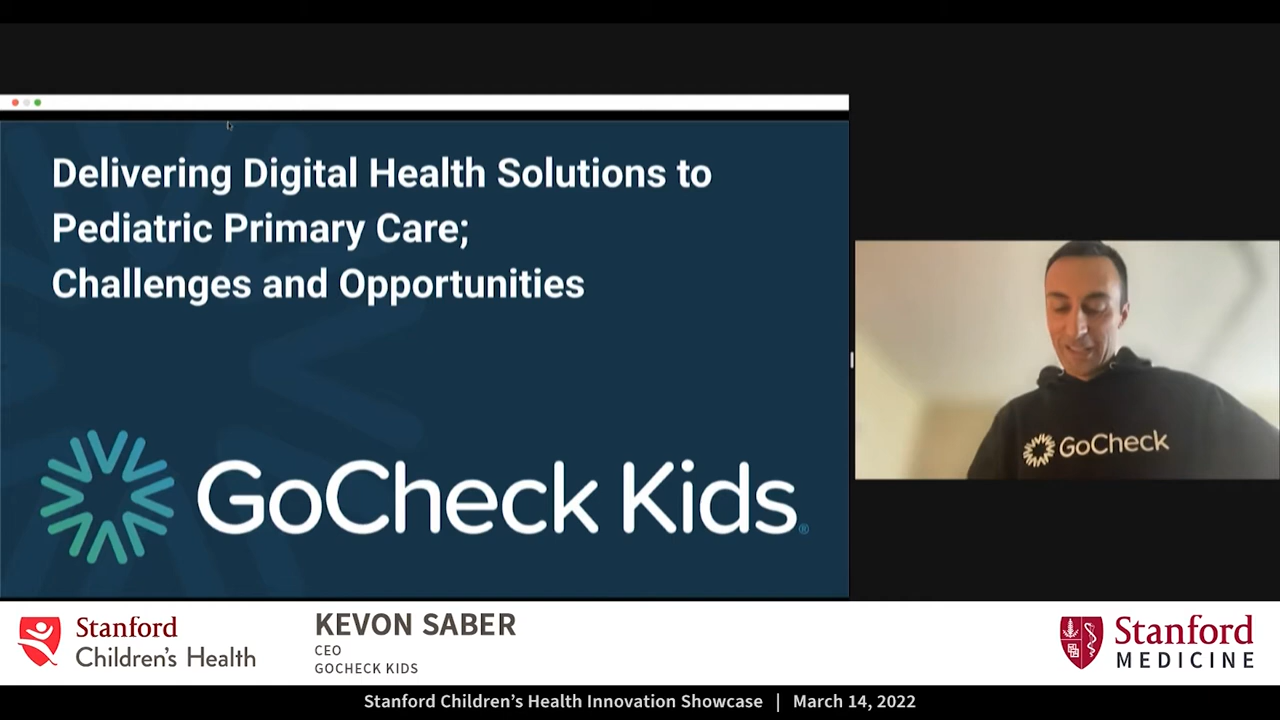 Delivering Digital Health Solutions to
Pediatric Primary Care;
Challenges and Opportunities
GoCheck Kids®
GoCheck
Stanford
Children's Health
KEVON SABER
CEO
GOCHECK KIDS
Stanford
MEDICINE
Stanford Children's Health Innovation Showcase | March 14, 2022